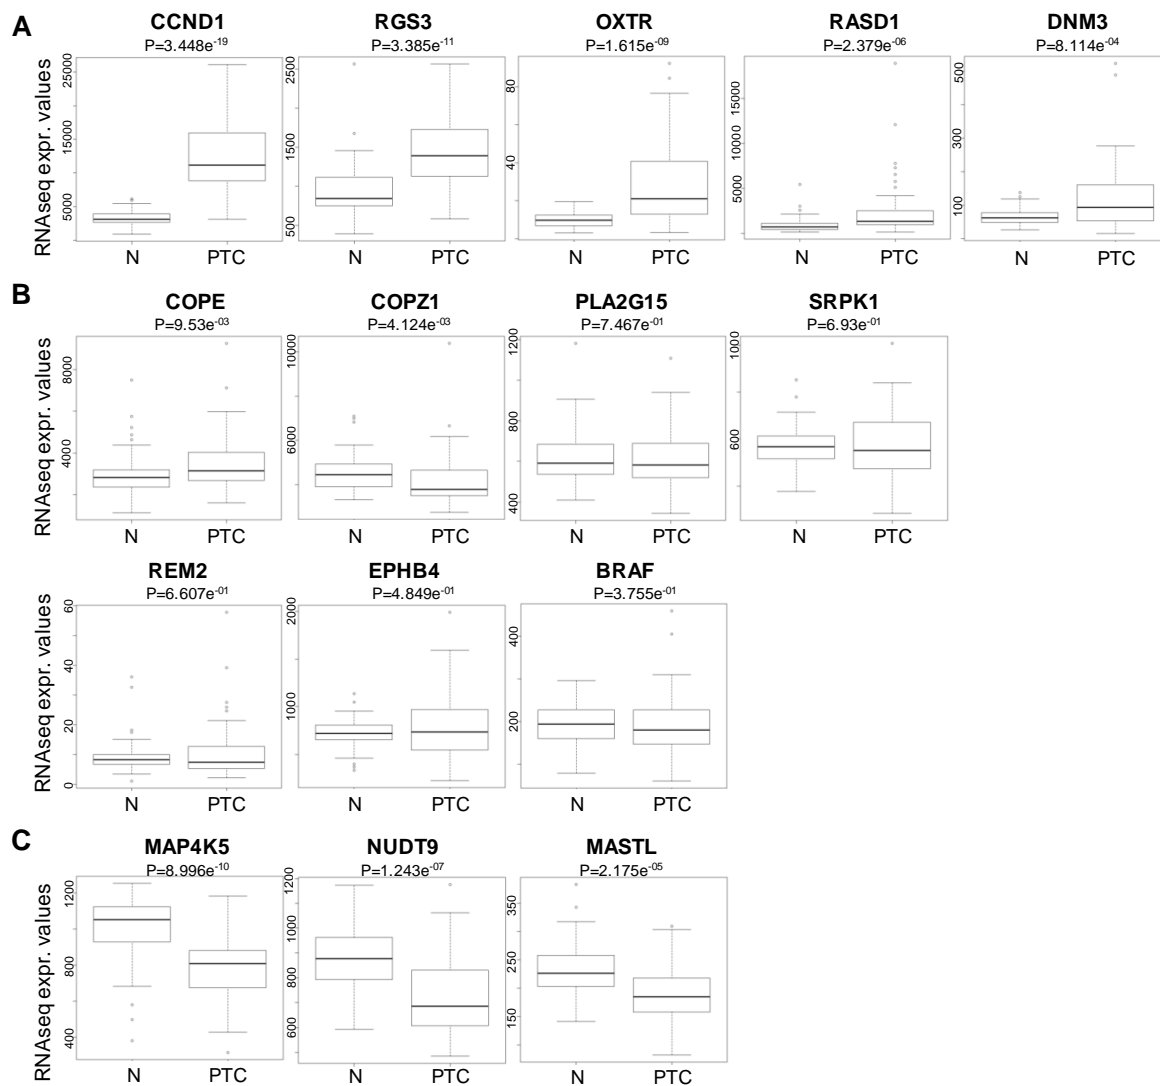 A
CCND1 RGS3 OXTR RASD1 DNM3
P=3.448e-19 P=3.385e-11 P=1.615e-09 P=2.379e-06 P=8.114e-04
RNAseq expr. values
5000 15000 25000
500 1500 2500
40 80
5000 10000 15000
100 300 500
N PTC N PTC N PTC N PTC N PTC
B
COPE COPZ1 PLA2G15 SRPK1
P=9.53e-03 P=4.124e-03 P=7.467e-01 P=6.93e-01
RNAseq expr. values
4000 8000
6000 10000
400 800 1200
600 1000
N PTC N PTC N PTC N PTC
REM2 EPHB4 BRAF
P=6.607e-01 P=4.849e-01 P=3.755e-01
RNAseq expr. values
0 20 40 60
1000 2000
200 400
N PTC N PTC N PTC
C
MAP4K5 NUDT9 MASTL
P=8.996e-10 P=1.243e-07 P=2.175e-05
RNAseq expr. values
400 800 1200
600 800 1000 1200
150 250 350
N PTC N PTC N PTC